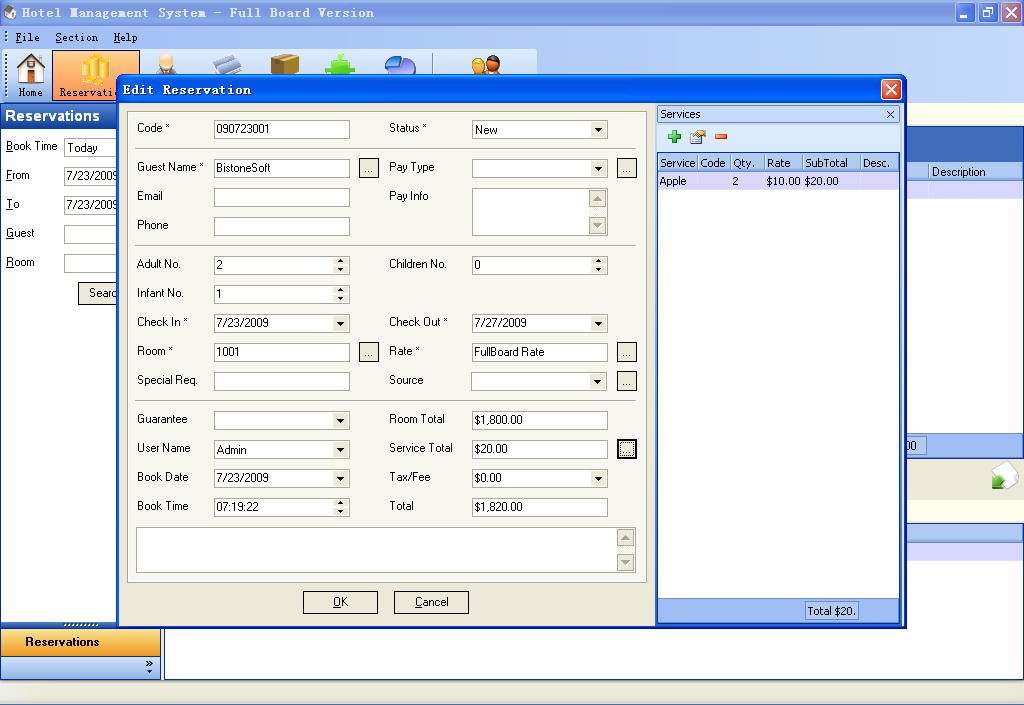 Hotel Management System - Full Board Version
File Section Help
Home
Reservati
Reservations
Book Time Today
From 7/23/2009
To 7/23/2009
Guest
Room
Searc
Edit Reservation
Code * 090723001 Status * New
Guest Name * BistoneSoft ... Pay Type ...
Email Pay Info
Phone
Adult No. 2 Children No. 0
Infant No. 1
Check In * 7/23/2009 Check Out * 7/27/2009
Room * 1001 ... Rate * FullBoard Rate ...
Special Req. Source ...
Guarantee Room Total $1,800.00
User Name Admin Service Total $20.00 ...
Book Date 7/23/2009 Tax/Fee $0.00
Book Time 07:19:22 Total $1,820.00
OK Cancel
Services
Service Code Qty. Rate SubTotal Desc.
Apple 2 $10.00 $20.00
Total $20.
Description
00
Reservations